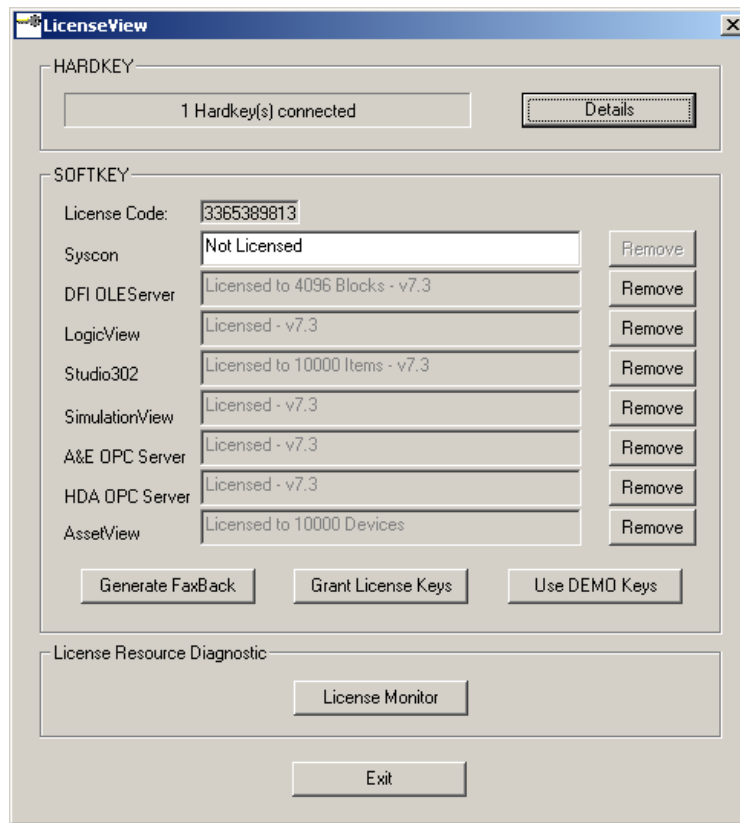 LicenseView
HARDKEY
1 Hardkey(s) connected Details
SOFTKEY
License Code: 3365389813
Syscon Not Licensed Remove
DFI OLEServer Licensed to 4096 Blocks - v7.3 Remove
LogicView Licensed - v7.3 Remove
Studio302 Licensed to 10000 Items - v7.3 Remove
SimulationView Licensed - v7.3 Remove
A&E OPC Server Licensed - v7.3 Remove
HDA OPC Server Licensed - v7.3 Remove
AssetView Licensed to 10000 Devices Remove
Generate FaxBack Grant License Keys Use DEMO Keys
License Resource Diagnostic
License Monitor
Exit